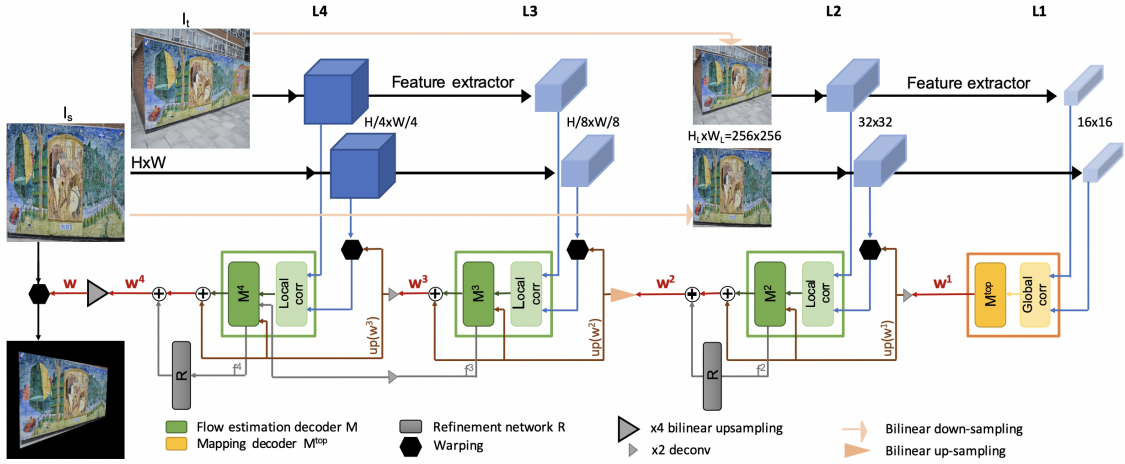 I_t
L4
L3
L2
L1
Feature extractor
Feature extractor
I_s
H/4xW/4
H/8xW/8
H_LxW_L=256x256
32x32
16x16
HxW
w
w⁴
M⁴
Local corr
w³
M³
Local corr
w²
M²
Local corr
w¹
Mᵗᵒᵖ
Global corr
up(w³)
up(w²)
up(w¹)
R
f⁴
f³
R
f²
Flow estimation decoder M
Mapping decoder Mᵗᵒᵖ
Refinement network R
Warping
x4 bilinear upsampling
x2 deconv
Bilinear down-sampling
Bilinear up-sampling